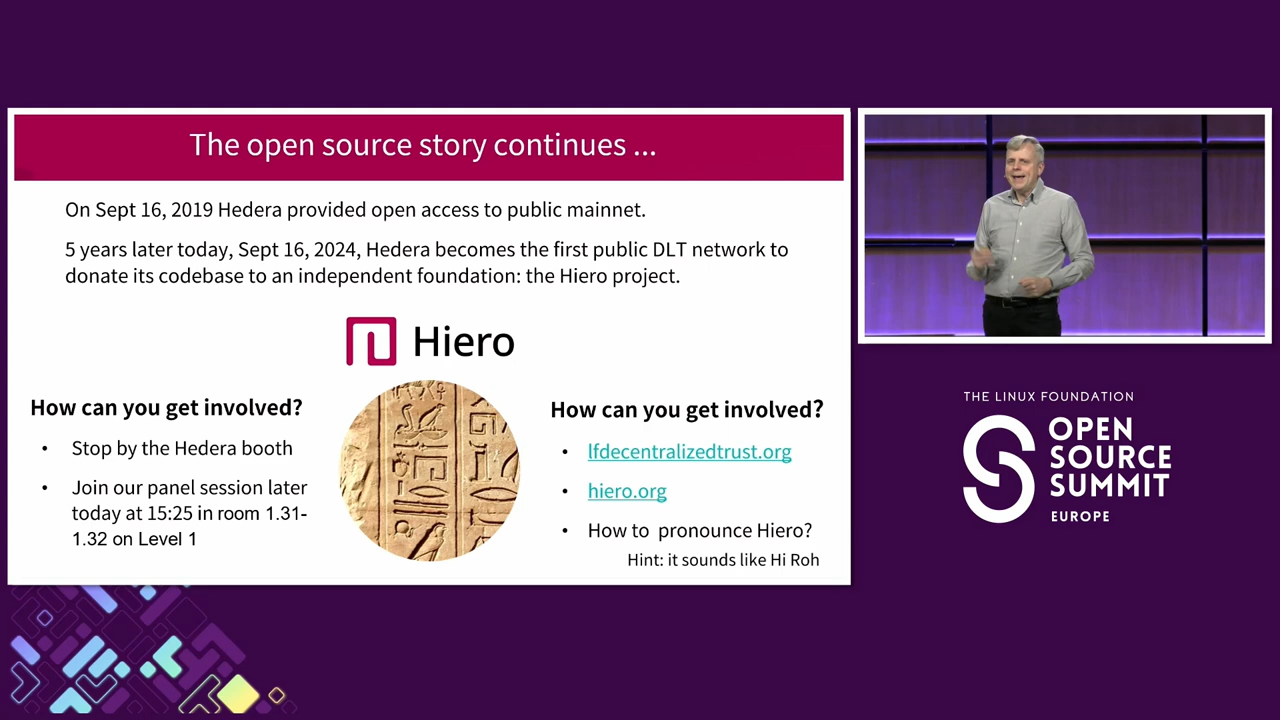 The open source story continues ...
On Sept 16, 2019 Hedera provided open access to public mainnet.
5 years later today, Sept 16, 2024, Hedera becomes the first public DLT network to
donate its codebase to an independent foundation: the Hiero project.
Hiero
How can you get involved?
• Stop by the Hedera booth
• Join our panel session later
today at 15:25 in room 1.31-
1.32 on Level 1
How can you get involved?
• lfdecentralizedtrust.org
• hiero.org
• How to pronounce Hiero?
Hint: it sounds like Hi Roh
THE LINUX FOUNDATION
OPEN
SOURCE
SUMMIT
EUROPE